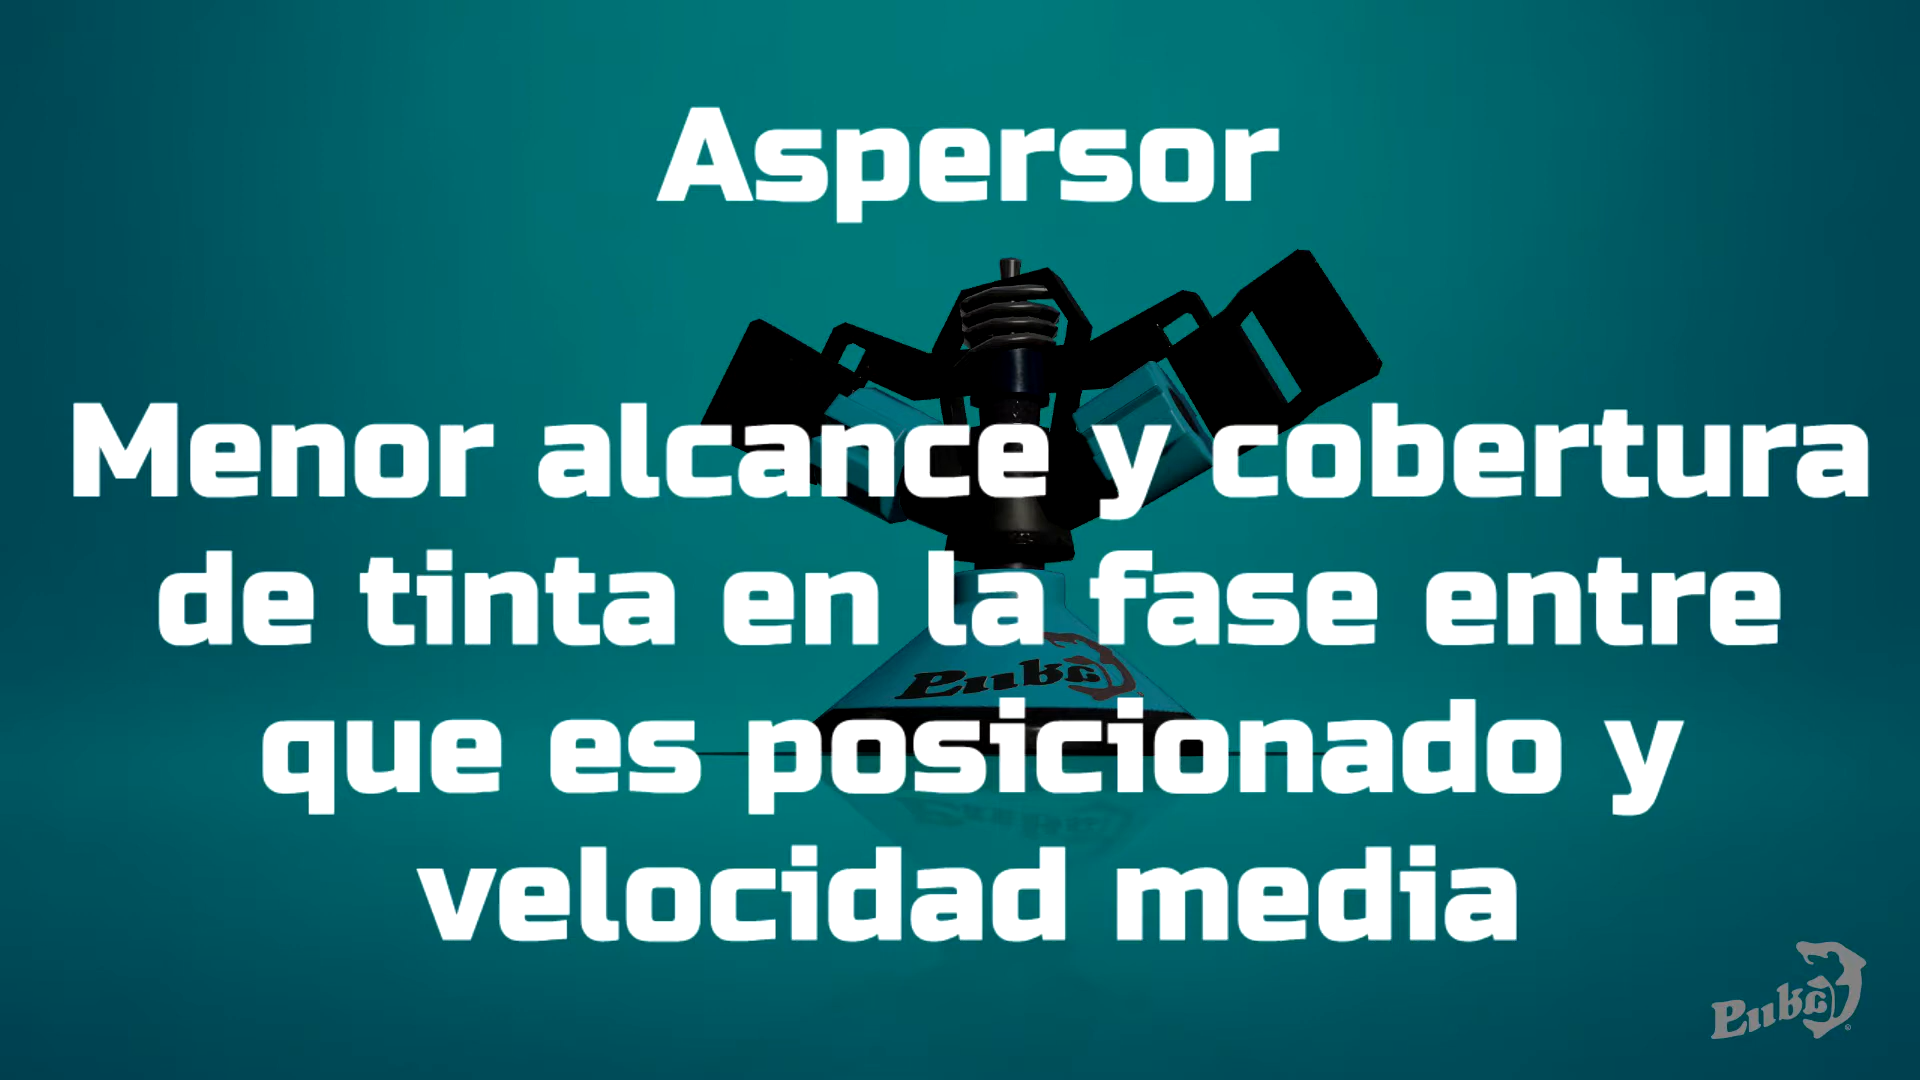 Aspersor
Menor alcance y cobertura
de tinta en la fase entre
que es posicionado y
velocidad media